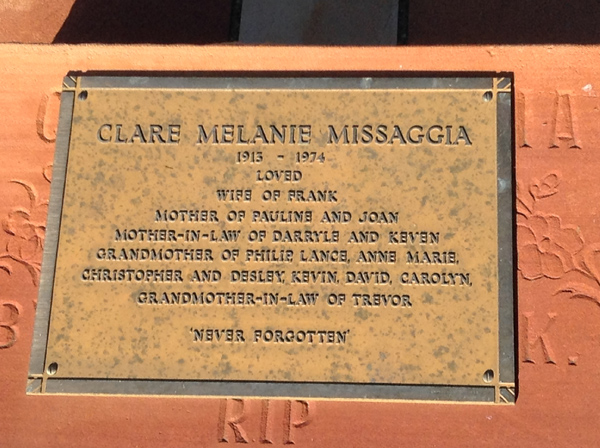 CLARE MELANIE MISSAGGIA
1913 - 1974
LOVED
WIFE OF FRANK
MOTHER OF PAULINE AND JOAN
MOTHER-IN-LAW OF DARRYLE AND KEVEN
GRANDMOTHER OF PHILIP, LANCE, ANNE MARIE,
CHRISTOPHER AND DESLEY, KEVIN, DAVID, CAROLYN,
GRANDMOTHER-IN-LAW OF TREVOR
'NEVER FORGOTTEN'
RIP